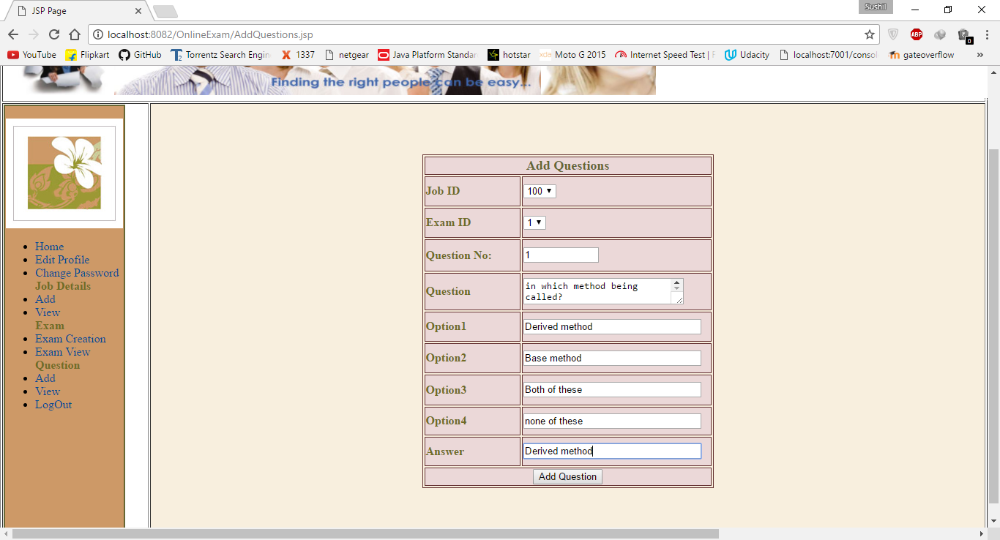 JSP Page
Sushil
localhost:8082/OnlineExam/AddQuestions.jsp
ABP
0
YouTube
Flipkart
GitHub
Torrentz Search Engin
1337
netgear
Java Platform Standar
hotstar
xda
Moto G 2015
Internet Speed Test |
Udacity
localhost:7001/consol
gateoverflow
»
Finding the right people can be easy...
Home
Edit Profile
Change Password
Job Details
Add
View
Exam
Exam Creation
Exam View
Question
Add
View
LogOut
Add Questions
Job ID 100
Exam ID 1
Question No: 1
Question in which method being
called?
Option1 Derived method
Option2 Base method
Option3 Both of these
Option4 none of these
Answer Derived method
Add Question